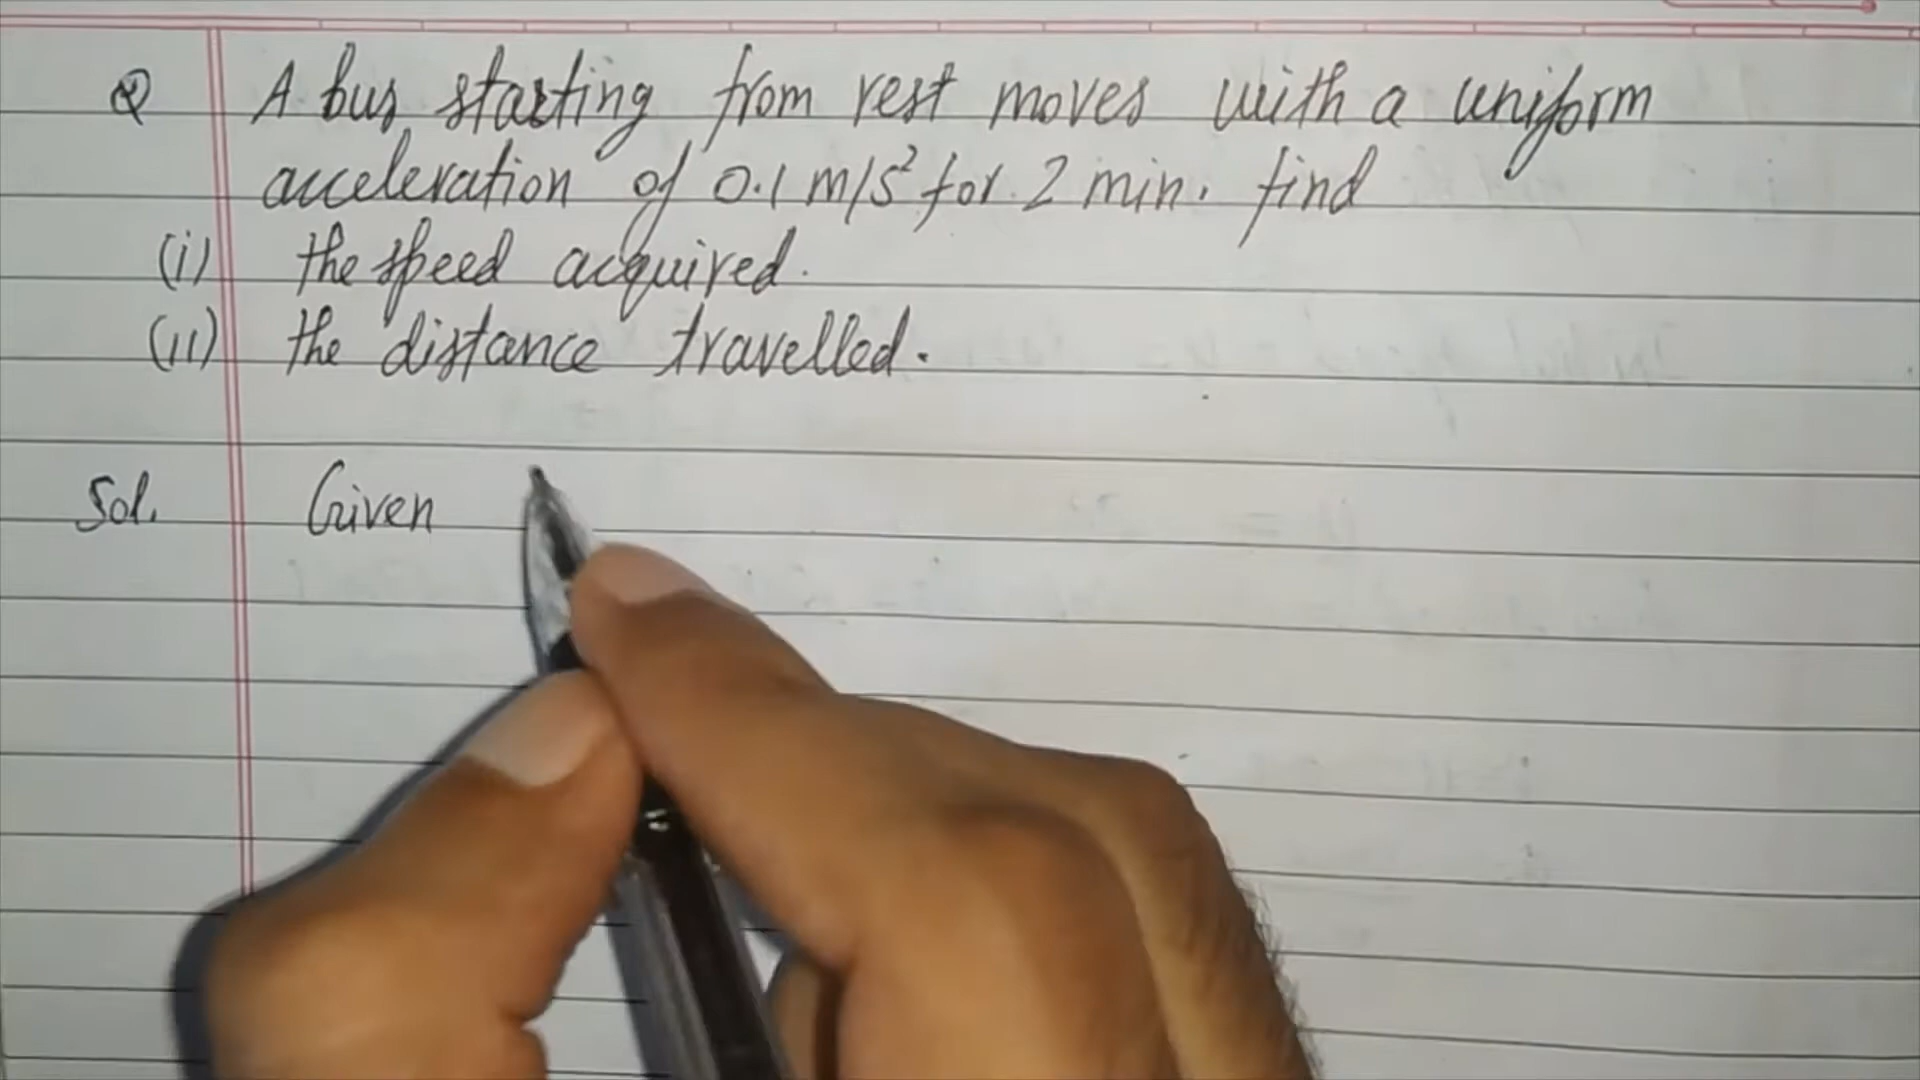 Q A bus starting from rest moves with a uniform
acceleration of 0.1 m/s² for 2 min. find
(i) the speed acquired.
(ii) the distance travelled.
Sol. Given